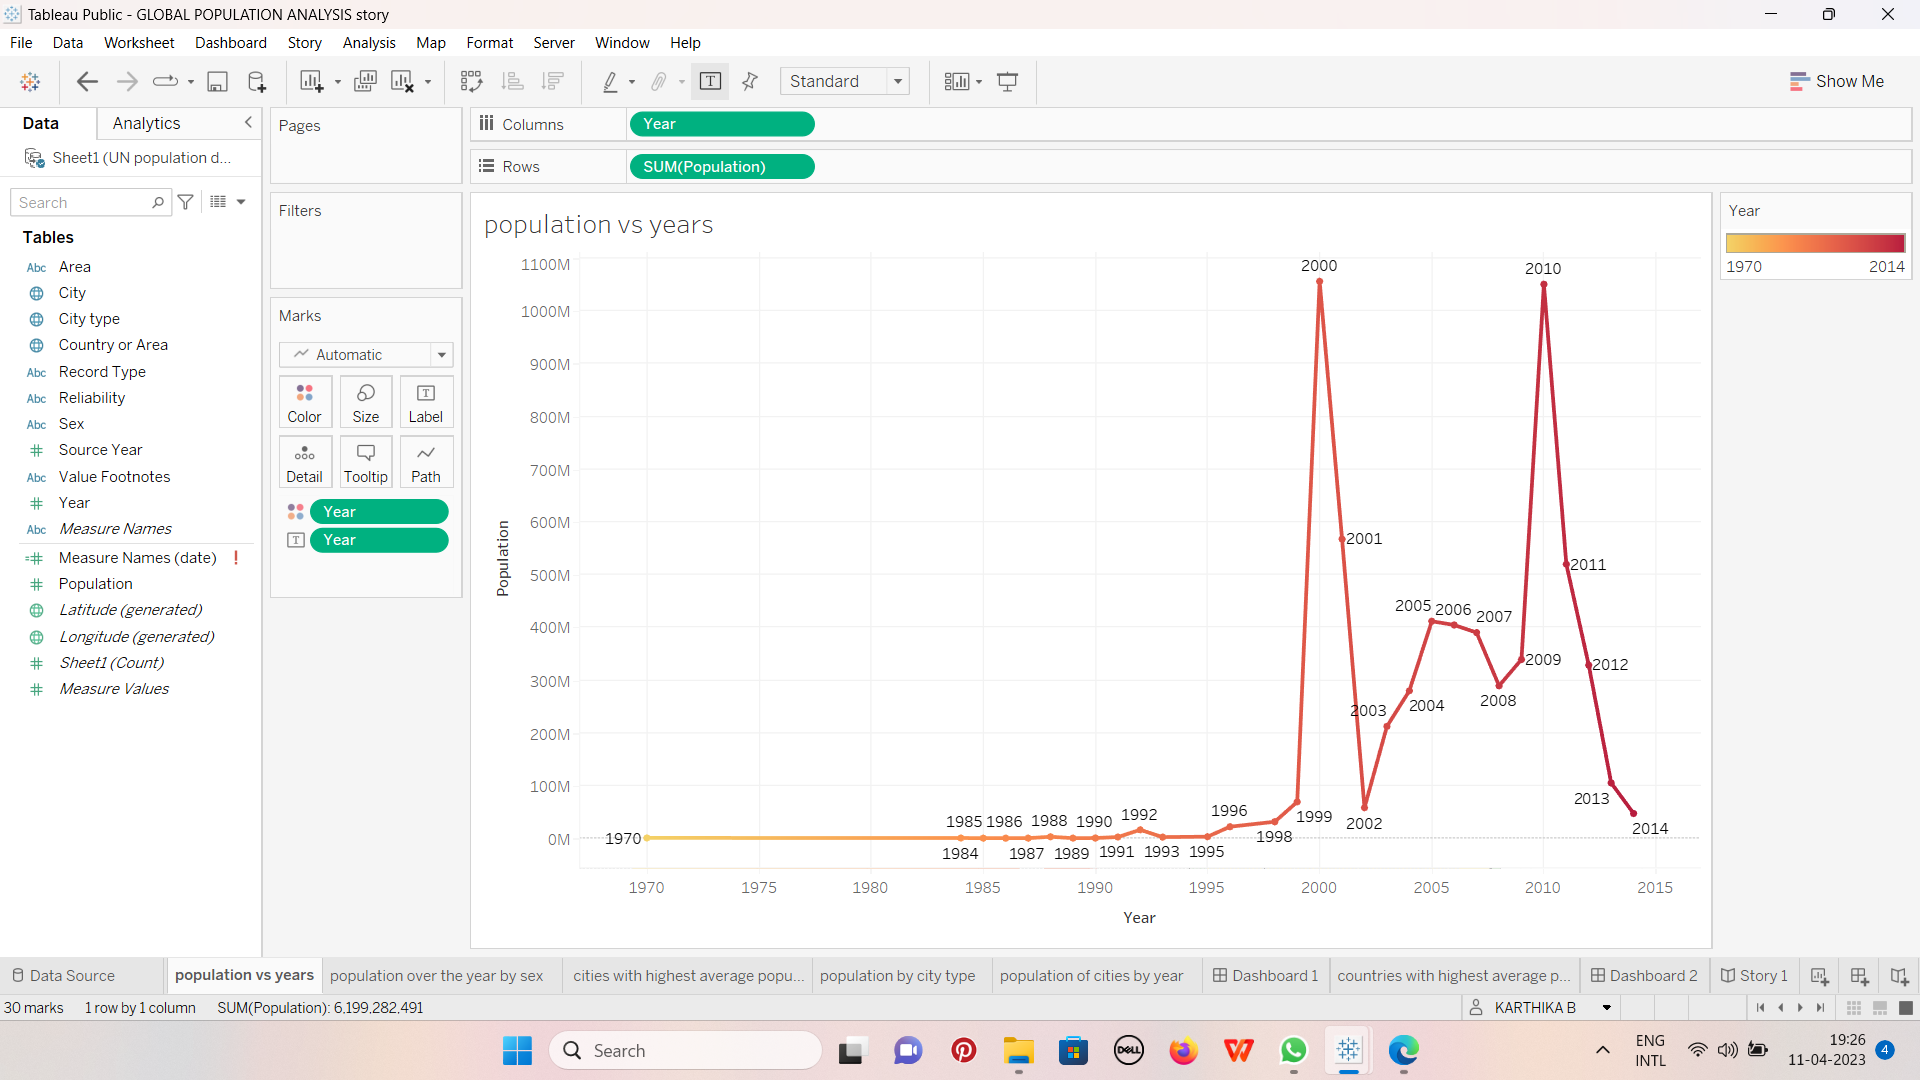 Tableau Public - GLOBAL POPULATION ANALYSIS story
File Data Worksheet Dashboard Story Analysis Map Format Server Window Help
Standard
Show Me
Data Analytics
Sheet1 (UN population d...
Search
Tables
Abc Area
City
City type
Country or Area
Abc Record Type
Abc Reliability
Abc Sex
# Source Year
Abc Value Footnotes
# Year
Abc Measure Names
=# Measure Names (date) !
# Population
Latitude (generated)
Longitude (generated)
# Sheet1 (Count)
# Measure Values
Pages
Filters
Marks
Automatic
Color Size Label
Detail Tooltip Path
Year
T Year
Columns Year
Rows SUM(Population)
population vs years
Population
1100M
1000M
900M
800M
700M
600M
500M
400M
300M
200M
100M
0M
2000
2010
2001
2011
2005 2006 2007
2009 2012
2008
2003 2004
2013
2014
1970
1985 1986 1988 1990 1992 1996
1999 2002
1998
1984 1987 1989 1991 1993 1995
1970 1975 1980 1985 1990 1995 2000 2005 2010 2015
Year
Year
1970 2014
Data Source population vs years population over the year by sex cities with highest average popu... population by city type population of cities by year Dashboard 1 countries with highest average p... Dashboard 2 Story 1
30 marks 1 row by 1 column SUM(Population): 6,199,282,491 KARTHIKA B
Search
DELL
W
ENG
INTL
19:26
11-04-2023
4